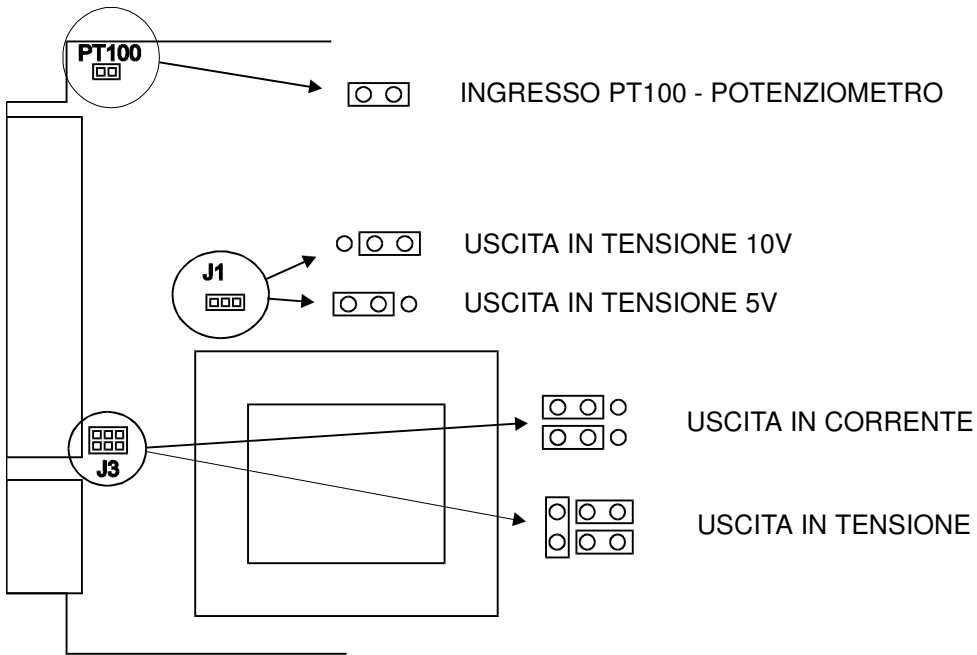 PT100
INGRESSO PT100 - POTENZIOMETRO
USCITA IN TENSIONE 10V
J1
USCITA IN TENSIONE 5V
USCITA IN CORRENTE
J3
USCITA IN TENSIONE